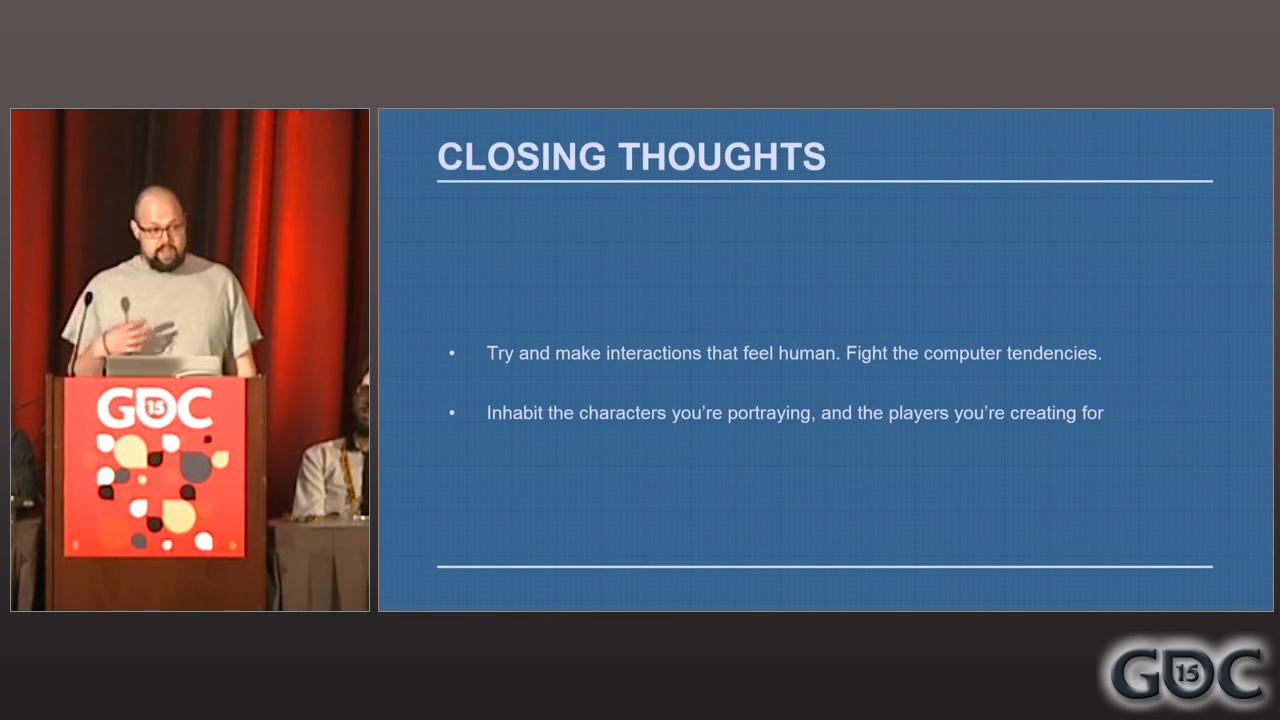 CLOSING THOUGHTS
• Try and make interactions that feel human. Fight the computer tendencies.
• Inhabit the characters you’re portraying, and the players you’re creating for
GDC 15
GDC 15